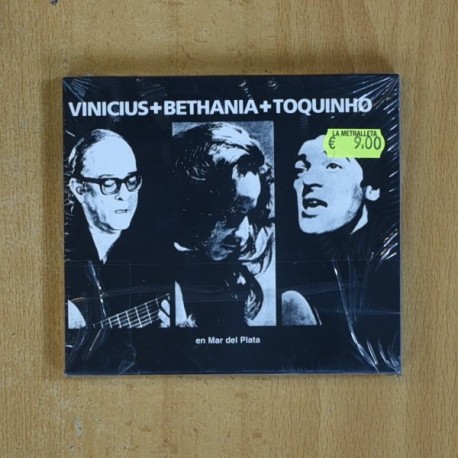 VINICIUS+BETHANIA+TOQUINHO
LA METRALLETA
€ 9.00
en Mar del Plata